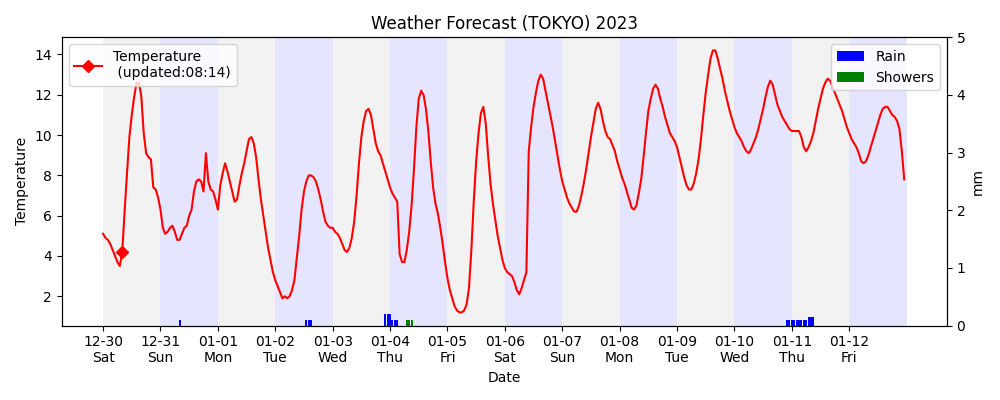 Weather Forecast (TOKYO) 2023
Temperature
(updated:08:14)
Rain
Showers
14
12
10
8
6
4
2
Temperature
5
4
3
2
1
0
mm
12-30 12-31 01-01 01-02 01-03 01-04 01-05 01-06 01-07 01-08 01-09 01-10 01-11 01-12
Sat Sun Mon Tue Wed Thu Fri Sat Sun Mon Tue Wed Thu Fri
Date